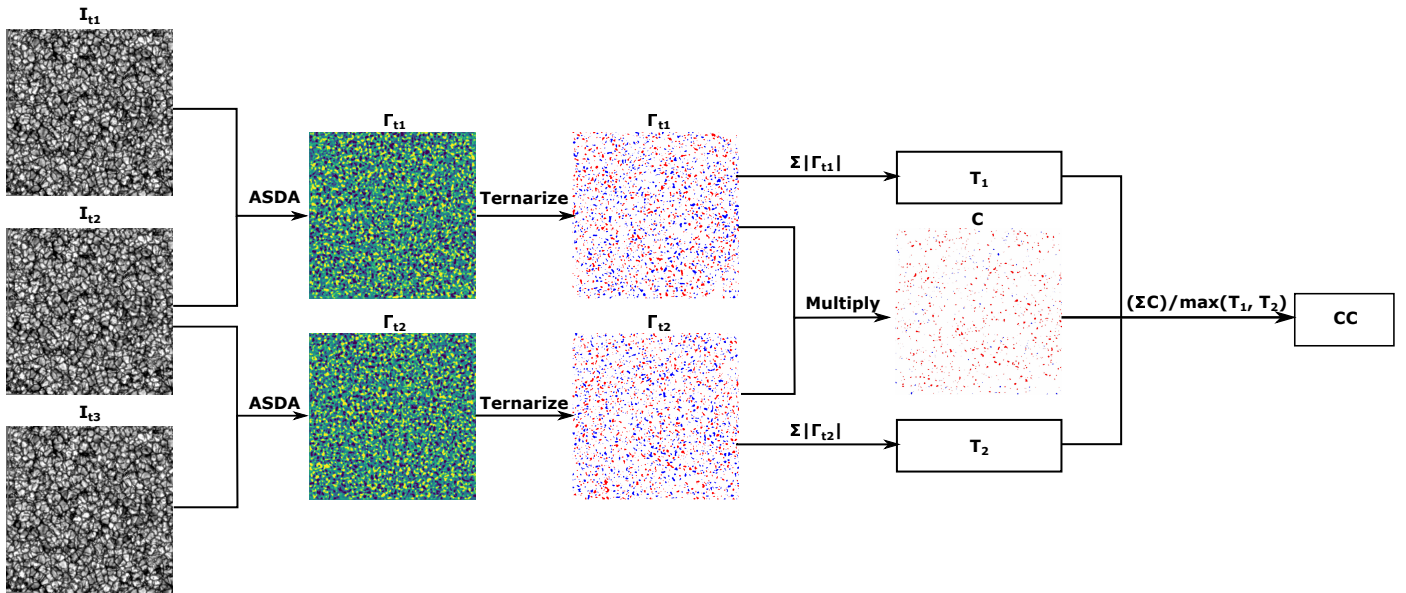 I_t1
I_t2
I_t3
ASDA
ASDA
Γ_t1
Γ_t2
Ternarize
Ternarize
Γ_t1
Γ_t2
Σ|Γ_t1|
Multiply
Σ|Γ_t2|
T_1
C
T_2
(ΣC)/max(T_1, T_2)
CC